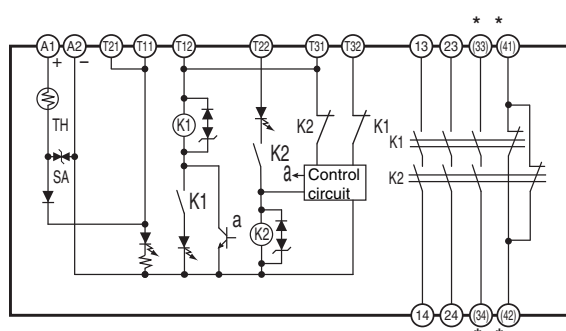 * *
A1 A2 T21 T11 T12 T22 T31 T32 13 23 (33) (41)
+ −
TH
K1
K2 K1
K2
SA
a
Control
circuit
K1
a
K2
K1
K2
14 24 (34) (42)
* *